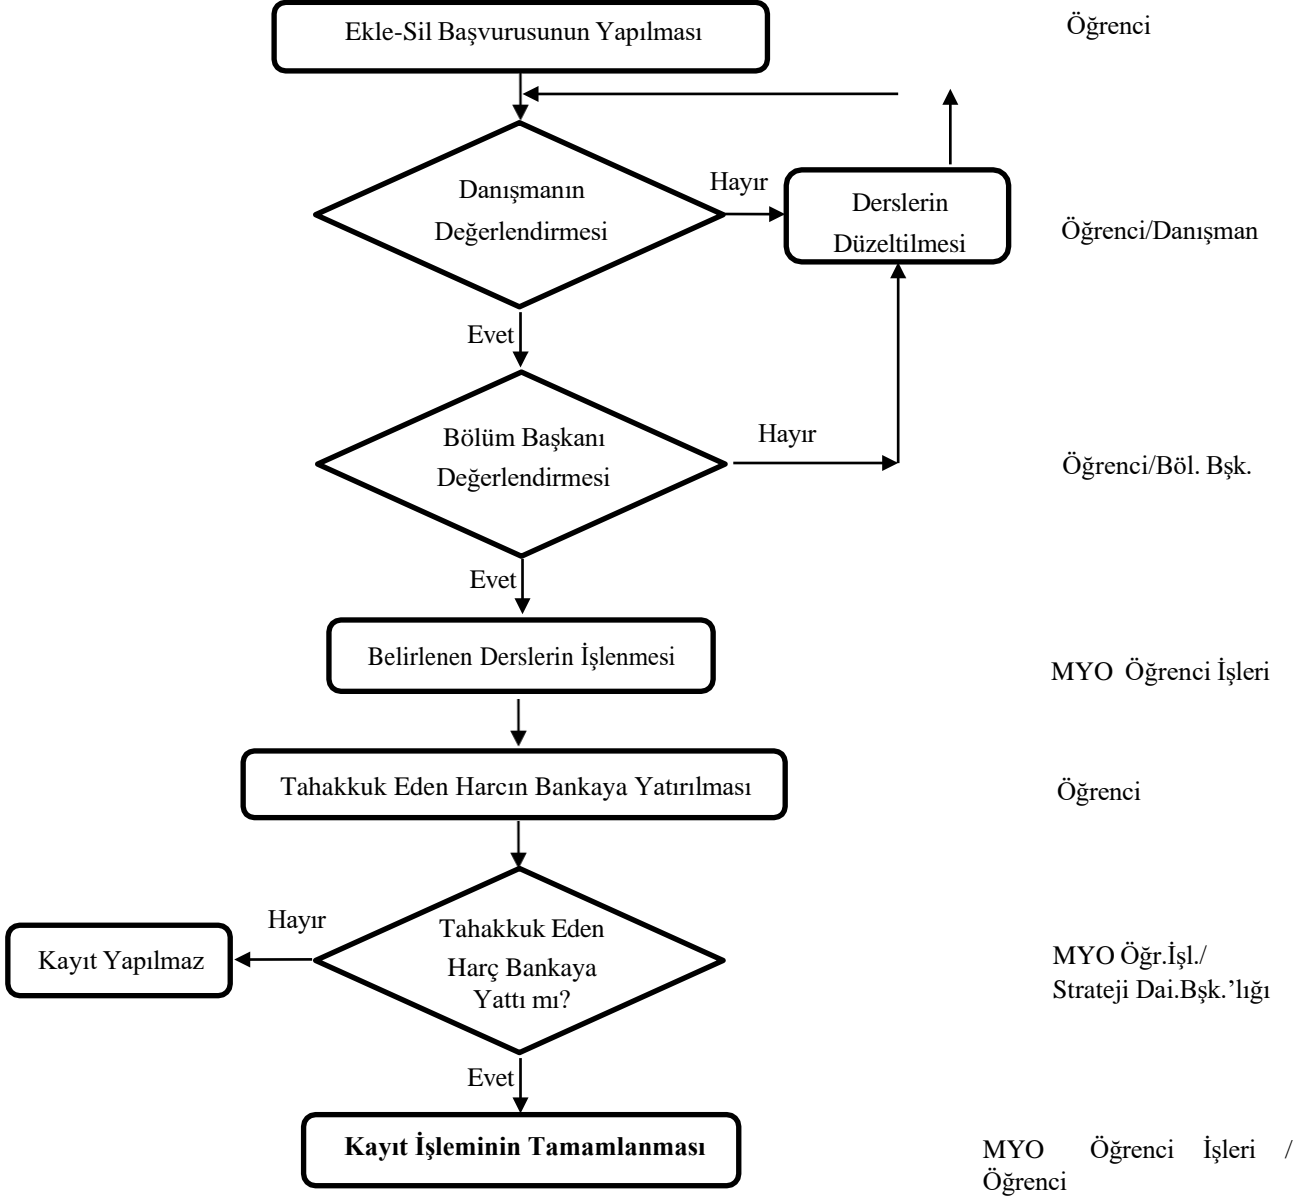 Ekle-Sil Başvurusunun Yapılması
Öğrenci
Danışmanın
Değerlendirmesi
Hayır
Derslerin
Düzeltilmesi
Öğrenci/Danışman
Evet
Bölüm Başkanı
Değerlendirmesi
Hayır
Öğrenci/Böl. Bşk.
Evet
Belirlenen Derslerin İşlenmesi
MYO Öğrenci İşleri
Tahakkuk Eden Harcın Bankaya Yatırılması
Öğrenci
Hayır
Kayıt Yapılmaz
Tahakkuk Eden
Harç Bankaya
Yattı mı?
MYO Öğr.İşl./
Strateji Dai.Bşk.’lığı
Evet
Kayıt İşleminin Tamamlanması
MYO Öğrenci İşleri /
Öğrenci